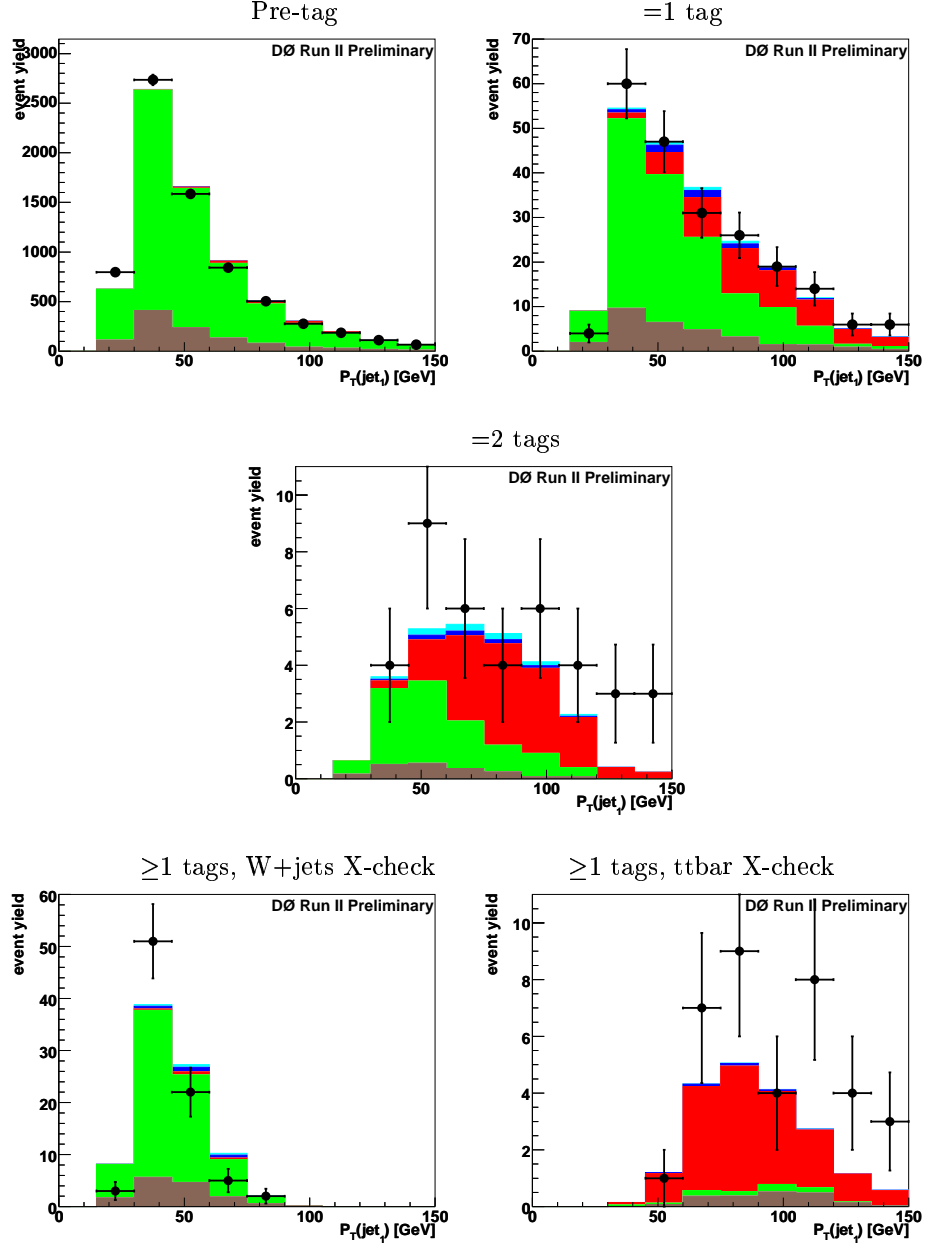 Pre-tag
DØ Run II Preliminary
event yield
3000
2500
2000
1500
1000
500
0
0 50 100 150
P_T(jet_1) [GeV]
=1 tag
DØ Run II Preliminary
event yield
70
60
50
40
30
20
10
0
0 50 100 150
P_T(jet_1) [GeV]
=2 tags
DØ Run II Preliminary
event yield
10
8
6
4
2
0
0 50 100 150
P_T(jet_1) [GeV]
≥1 tags, W+jets X-check
DØ Run II Preliminary
event yield
60
50
40
30
20
10
0
0 50 100 150
P_T(jet_1) [GeV]
≥1 tags, ttbar X-check
DØ Run II Preliminary
event yield
10
8
6
4
2
0
0 50 100 150
P_T(jet_1) [GeV]